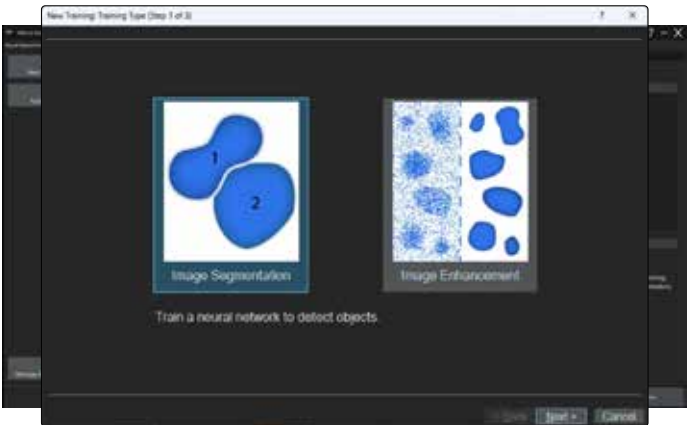 New Training: Training Type (Step 1 of 3)
? X
? - X
1
2
Image Segmentation
Image Enhancement
Train a neural network to detect objects.
Next >
Cancel